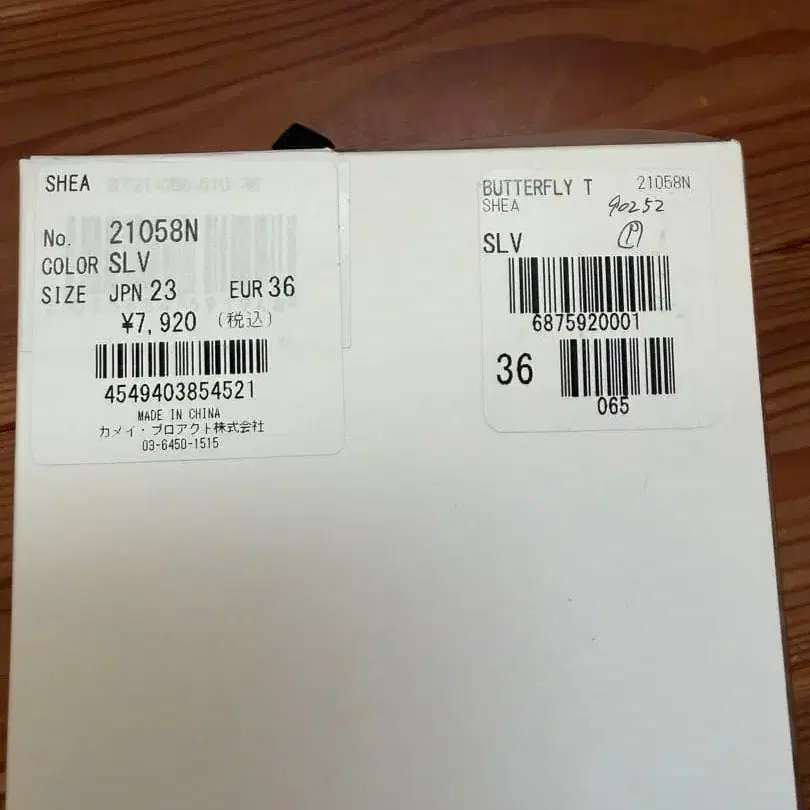 SHEA
No. 21058N
COLOR SLV
SIZE JPN 23 EUR 36
¥7,920 (税込)
4549403854521
MADE IN CHINA
カメイ・プロアクト株式会社
03-6450-1515
BUTTERFLY T 21058N
SHEA 90252
SLV P
6875920001
36
065